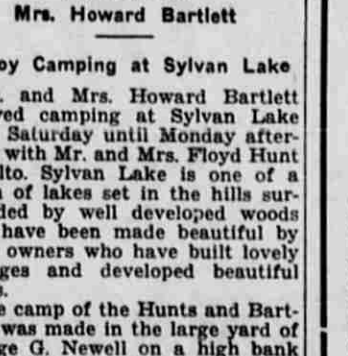 Mrs. Howard Bartlett
oy Camping at Sylvan Lake
. and Mrs. Howard Bartlett
ed camping at Sylvan Lake
Saturday until Monday after-
with Mr. and Mrs. Floyd Hunt
lto. Sylvan Lake is one of a
of lakes set in the hills sur-
ded by well developed woods
have been made beautiful by
owners who have built lovely
ges and developed beautiful
s.
e camp of the Hunts and Bart-
was made in the large yard of
ge G. Newell on a high bank